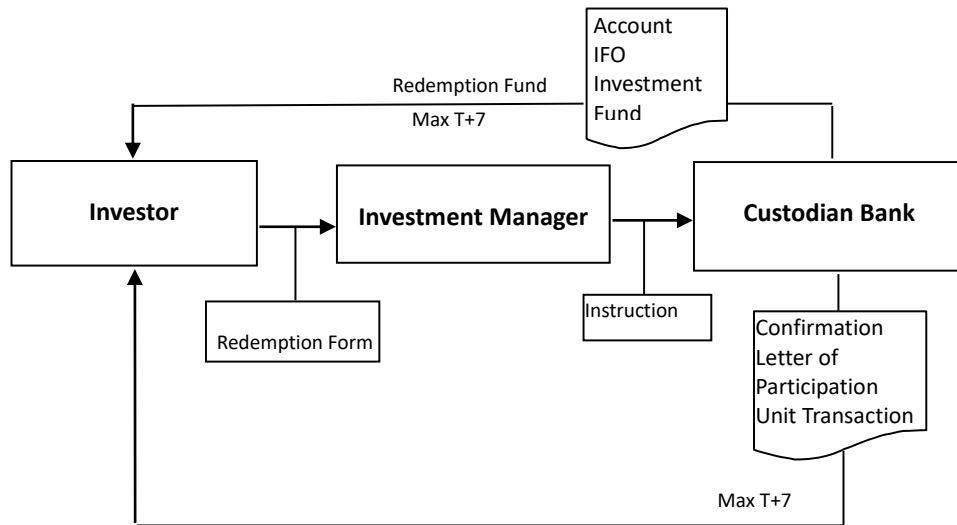 Account
IFO
Investment
Fund
Redemption Fund
Max T+7
Investor
Investment Manager
Custodian Bank
Redemption Form
Instruction
Confirmation
Letter of
Participation
Unit Transaction
Max T+7